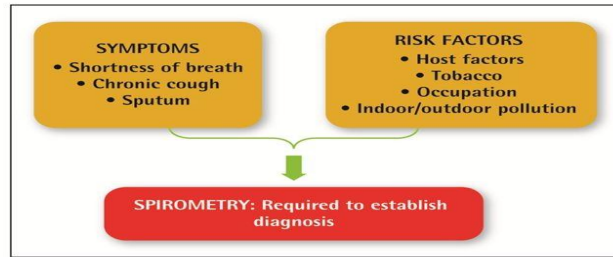 SYMPTOMS
• Shortness of breath
• Chronic cough
• Sputum
RISK FACTORS
• Host factors
• Tobacco
• Occupation
• Indoor/outdoor pollution
SPIROMETRY: Required to establish
diagnosis